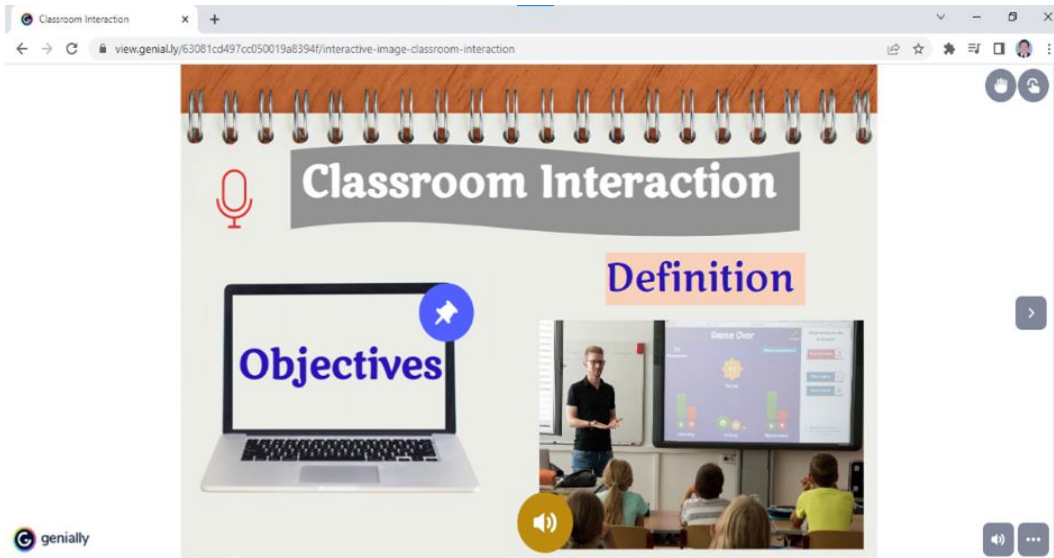 Classroom Interaction
view.genial.ly/63081cd497cc050019a8394f/interactive-image-classroom-interaction
Classroom Interaction
Definition
Objectives
Game Over
genially